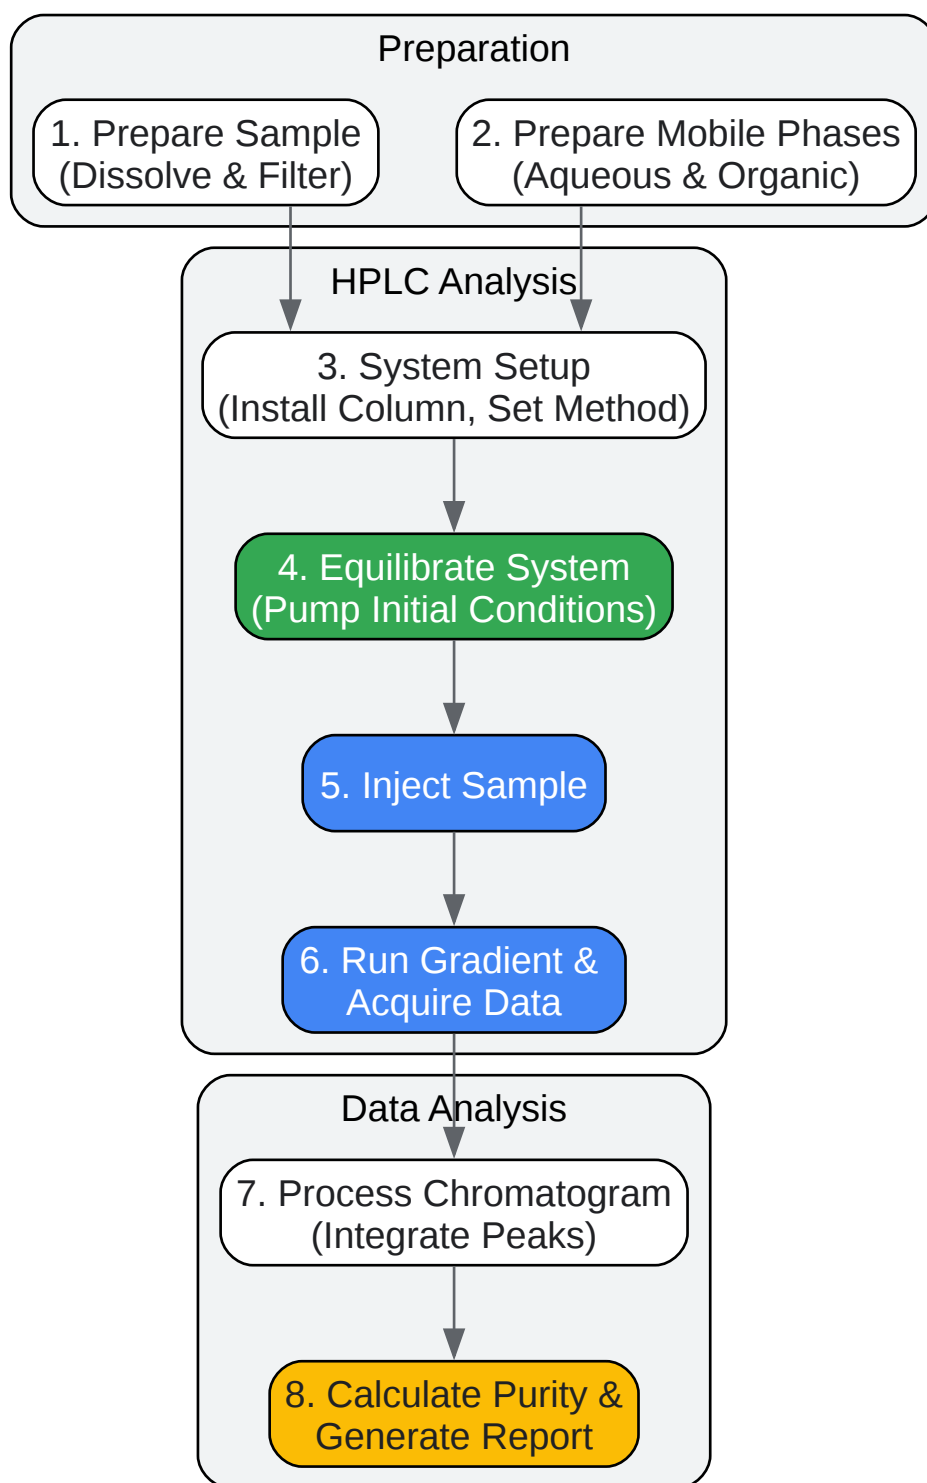 Preparation
1. Prepare Sample
(Dissolve & Filter)
2. Prepare Mobile Phases
(Aqueous & Organic)
HPLC Analysis
3. System Setup
(Install Column, Set Method)
4. Equilibrate System
(Pump Initial Conditions)
5. Inject Sample
6. Run Gradient &
Acquire Data
Data Analysis
7. Process Chromatogram
(Integrate Peaks)
8. Calculate Purity &
Generate Report